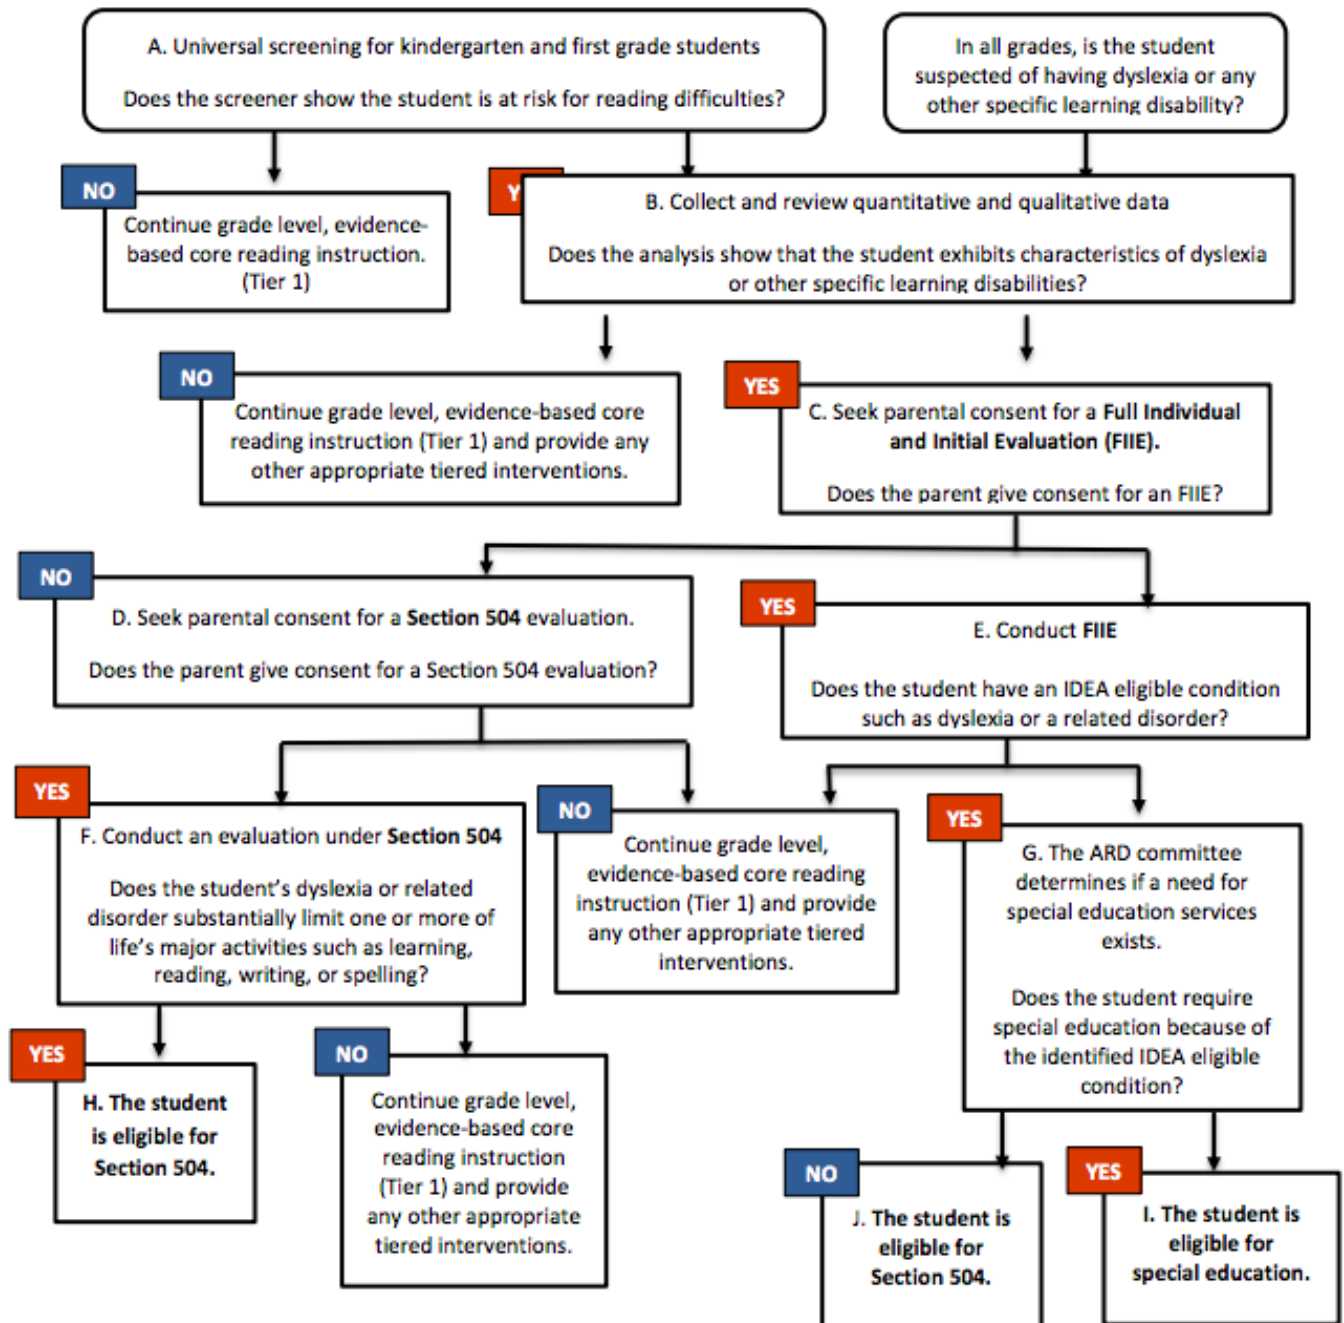 A. Universal screening for kindergarten and first grade students
Does the screener show the student is at risk for reading difficulties?
In all grades, is the student
suspected of having dyslexia or any
other specific learning disability?
NO
Continue grade level, evidence-
based core reading instruction.
(Tier 1)
B. Collect and review quantitative and qualitative data
Does the analysis show that the student exhibits characteristics of dyslexia
or other specific learning disabilities?
NO
Continue grade level, evidence-based core
reading instruction (Tier 1) and provide any
other appropriate tiered interventions.
YES
C. Seek parental consent for a Full Individual
and Initial Evaluation (FIIE).
Does the parent give consent for an FIIE?
NO
D. Seek parental consent for a Section 504 evaluation.
Does the parent give consent for a Section 504 evaluation?
YES
E. Conduct FIIE
Does the student have an IDEA eligible condition
such as dyslexia or a related disorder?
YES
F. Conduct an evaluation under Section 504
Does the student's dyslexia or related
disorder substantially limit one or more of
life's major activities such as learning,
reading, writing, or spelling?
NO
Continue grade level,
evidence-based core reading
instruction (Tier 1) and provide
any other appropriate tiered
interventions.
YES
G. The ARD committee
determines if a need for
special education services
exists.
Does the student require
special education because of
the identified IDEA eligible
condition?
YES
H. The student
is eligible for
Section 504.
NO
Continue grade level,
evidence-based core
reading instruction
(Tier 1) and provide
any other appropriate
tiered interventions.
NO
J. The student is
eligible for
Section 504.
YES
I. The student is
eligible for
special education.